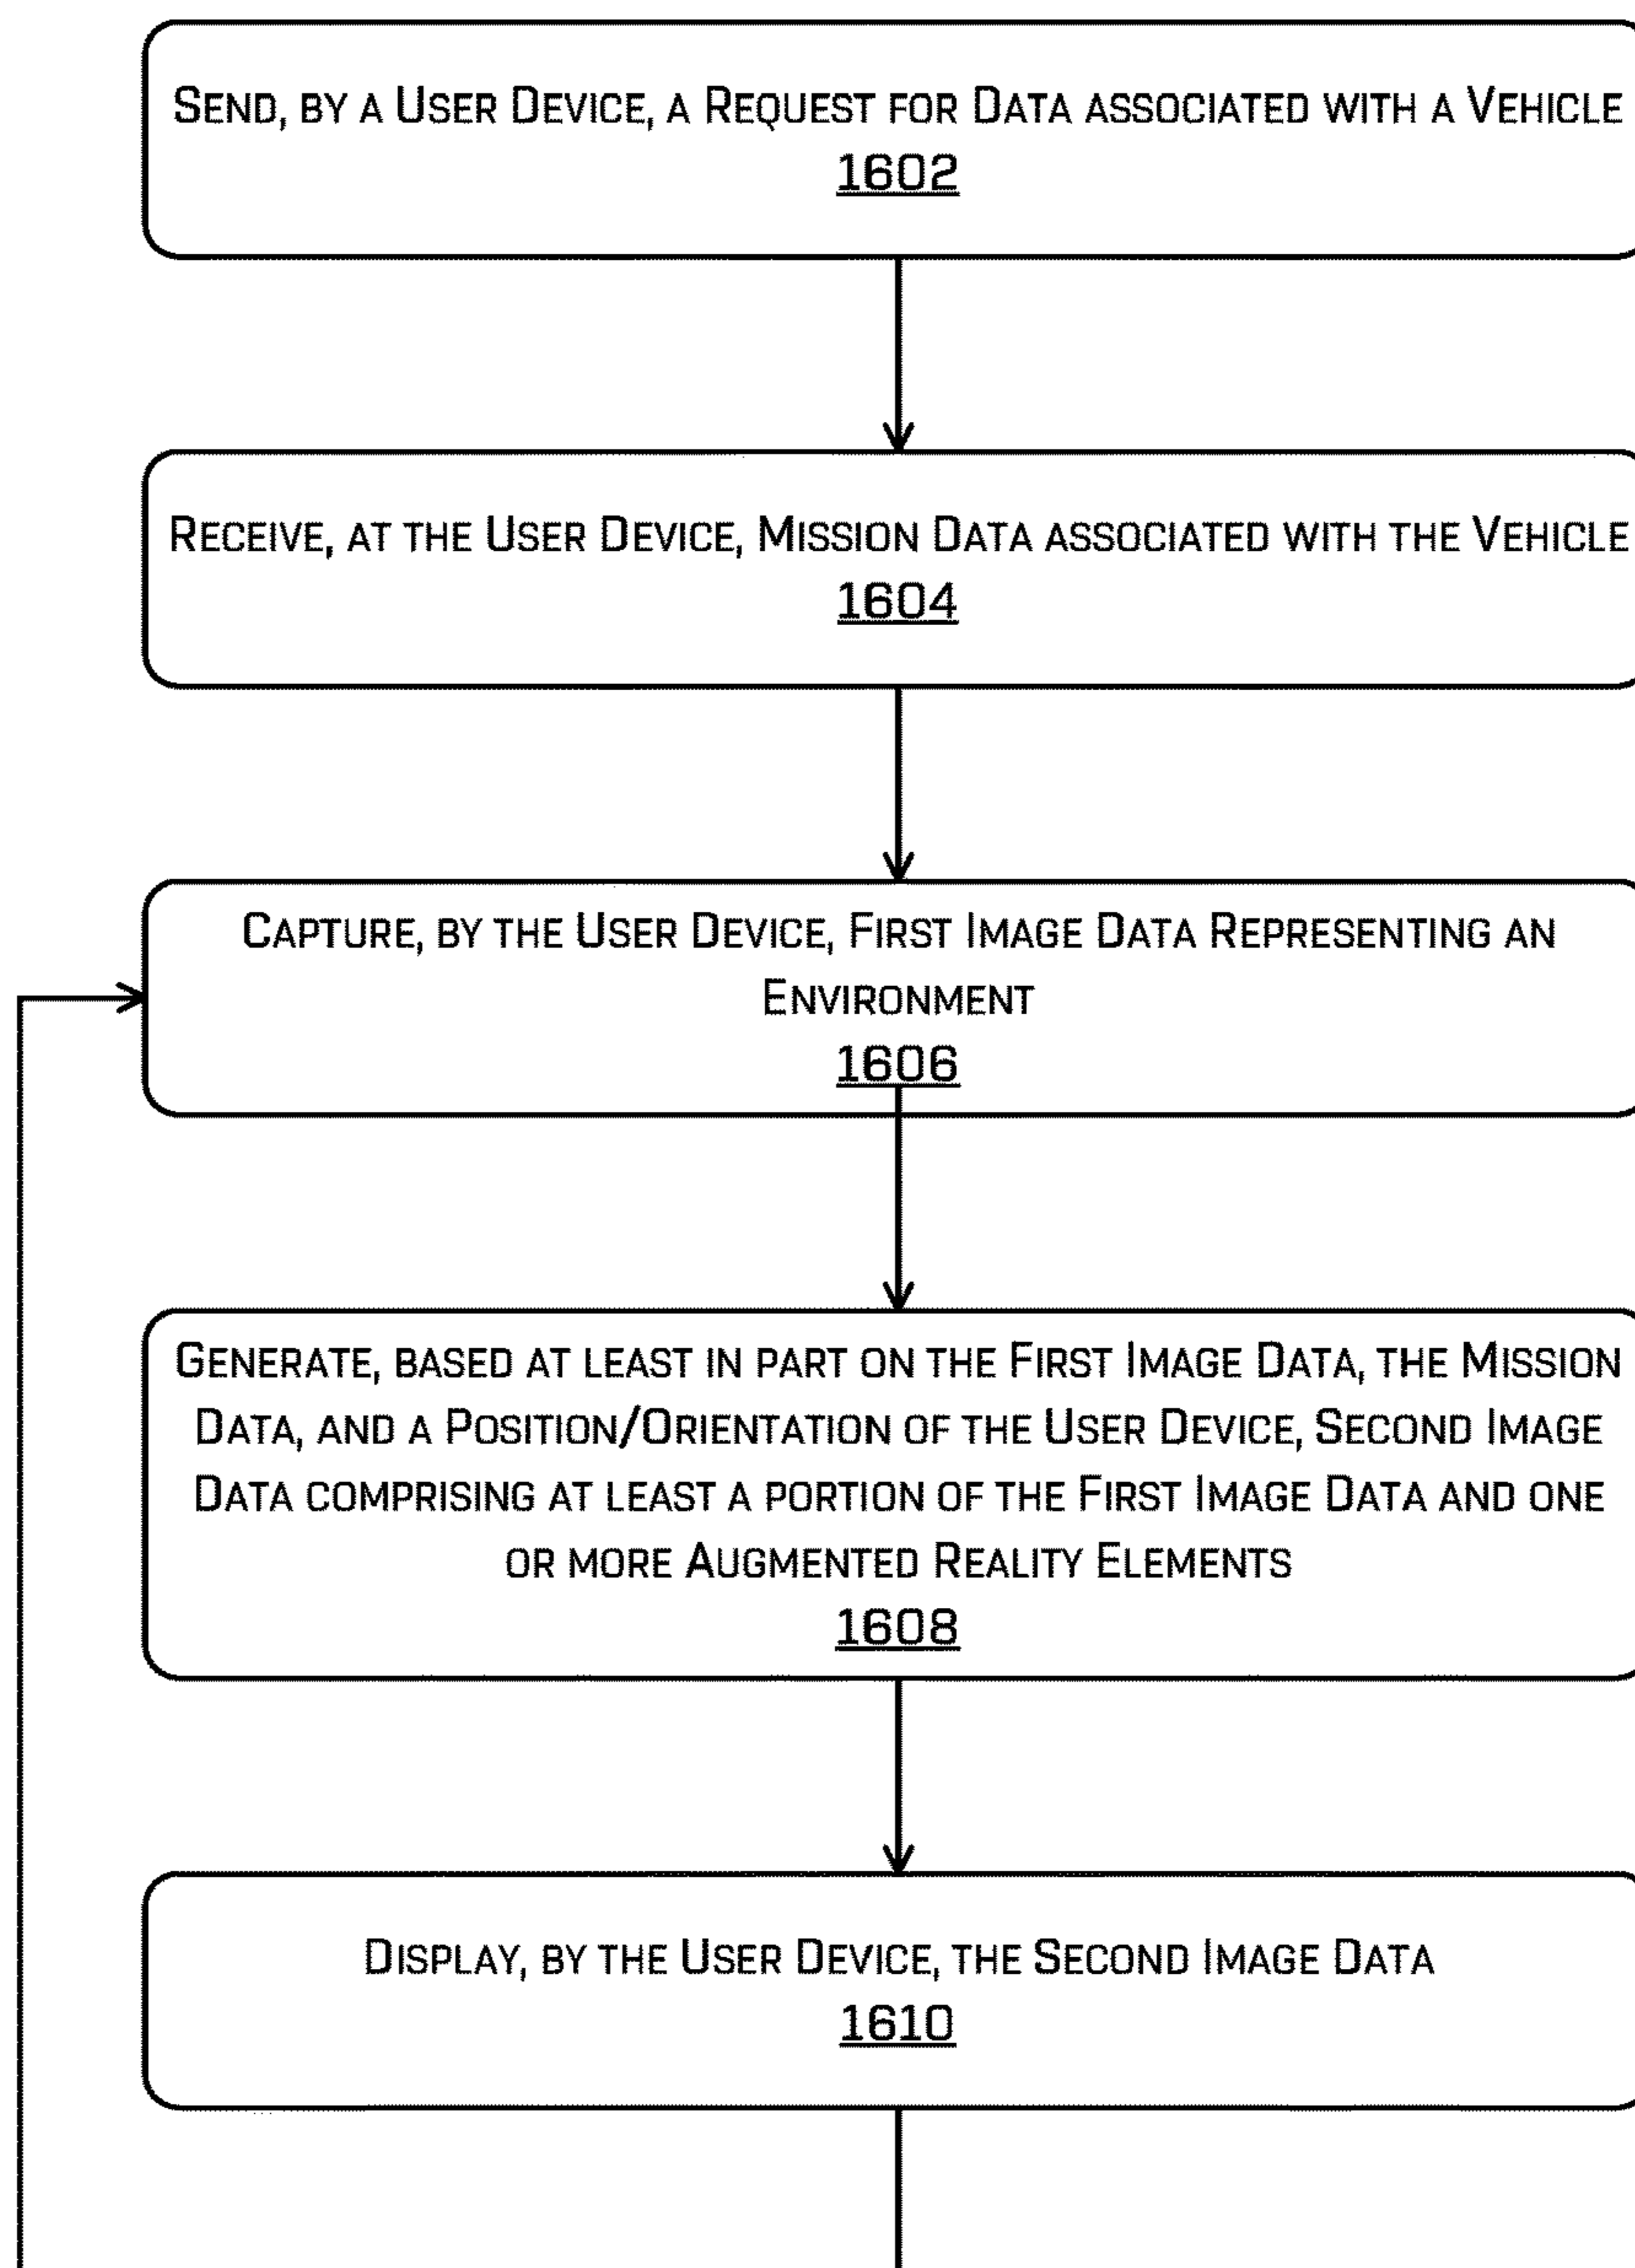 Send, by a User Device, a Request for Data associated with a Vehicle
1602
Receive, at the User Device, Mission Data associated with the Vehicle
1604
Capture, by the User Device, First Image Data Representing an
Environment
1606
Generate, based at least in part on the First Image Data, the Mission
Data, and a Position/Orientation of the User Device, Second Image
Data comprising at least a portion of the First Image Data and one
or more Augmented Reality Elements
1608
Display, by the User Device, the Second Image Data
1610